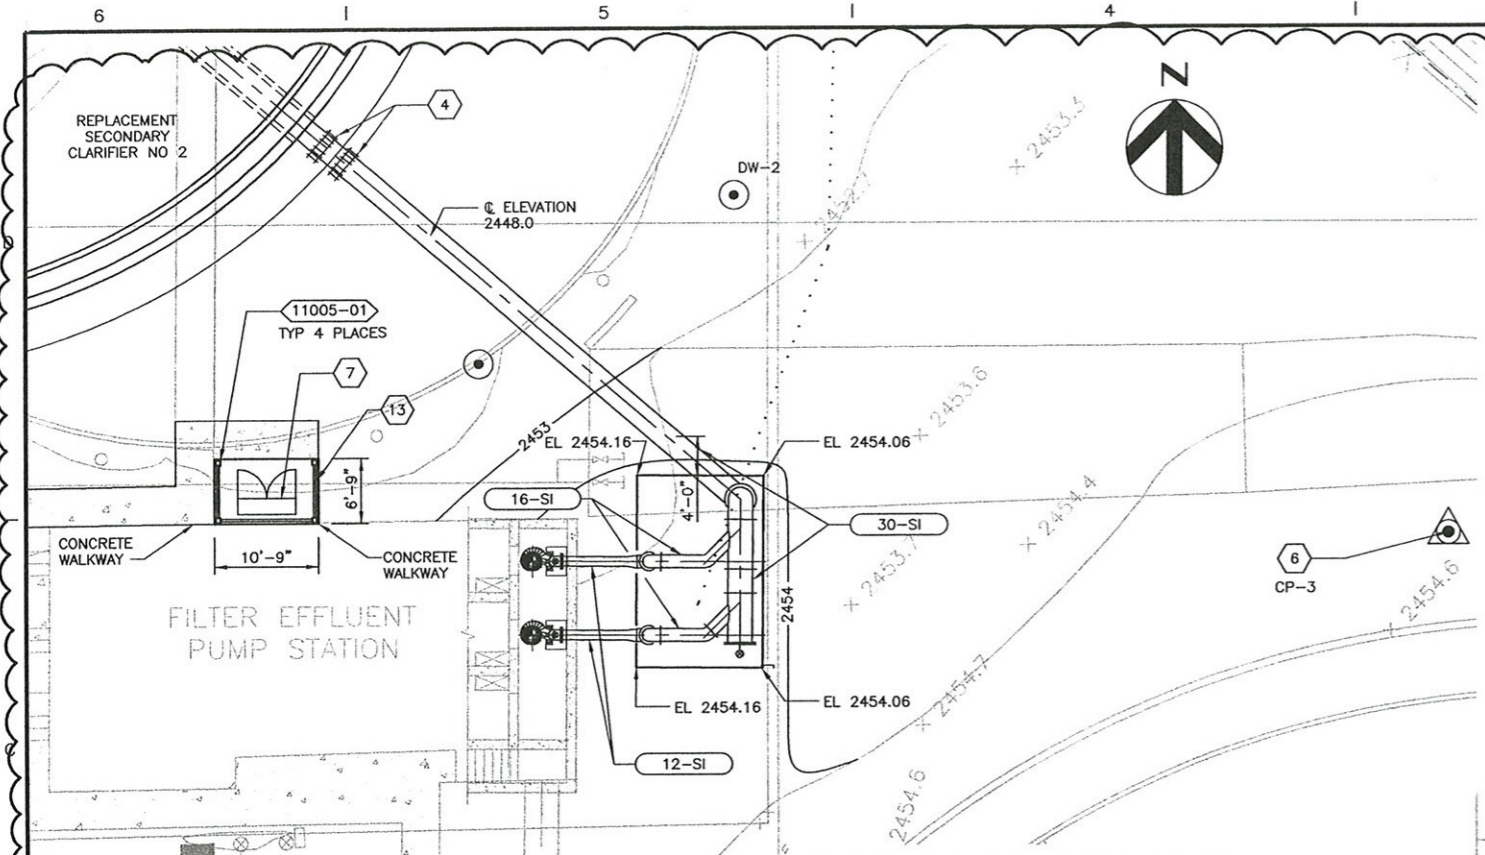 6
5
4
REPLACEMENT
SECONDARY
CLARIFIER NO 2
4
N
DW-2
℄ ELEVATION
2448.0
× 2453.3
× 2452.7
11005-01
TYP 4 PLACES
7
13
2453
EL 2454.16
EL 2454.06
× 2453.6
6'-9"
16-SI
4'-0"
30-SI
× 2454.4
CONCRETE
WALKWAY
10'-9"
CONCRETE
WALKWAY
6
CP-3
× 2453.7
× 2454.6
FILTER EFFLUENT
PUMP STATION
2454
EL 2454.16
EL 2454.06
× 2454.7
12-SI
2454.6